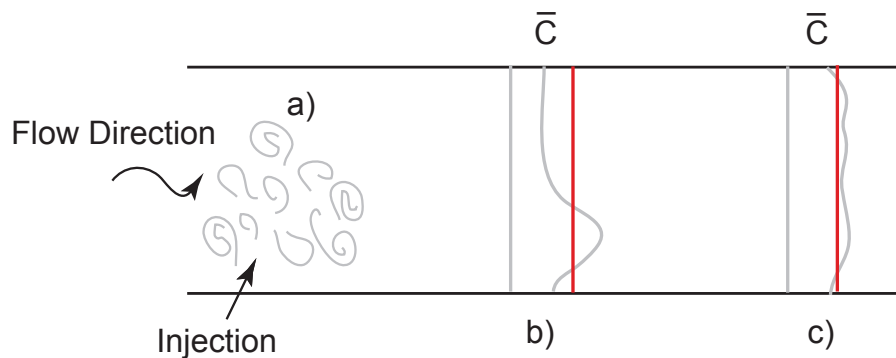 C̅
C̅
a)
Flow Direction
Injection
b)
c)